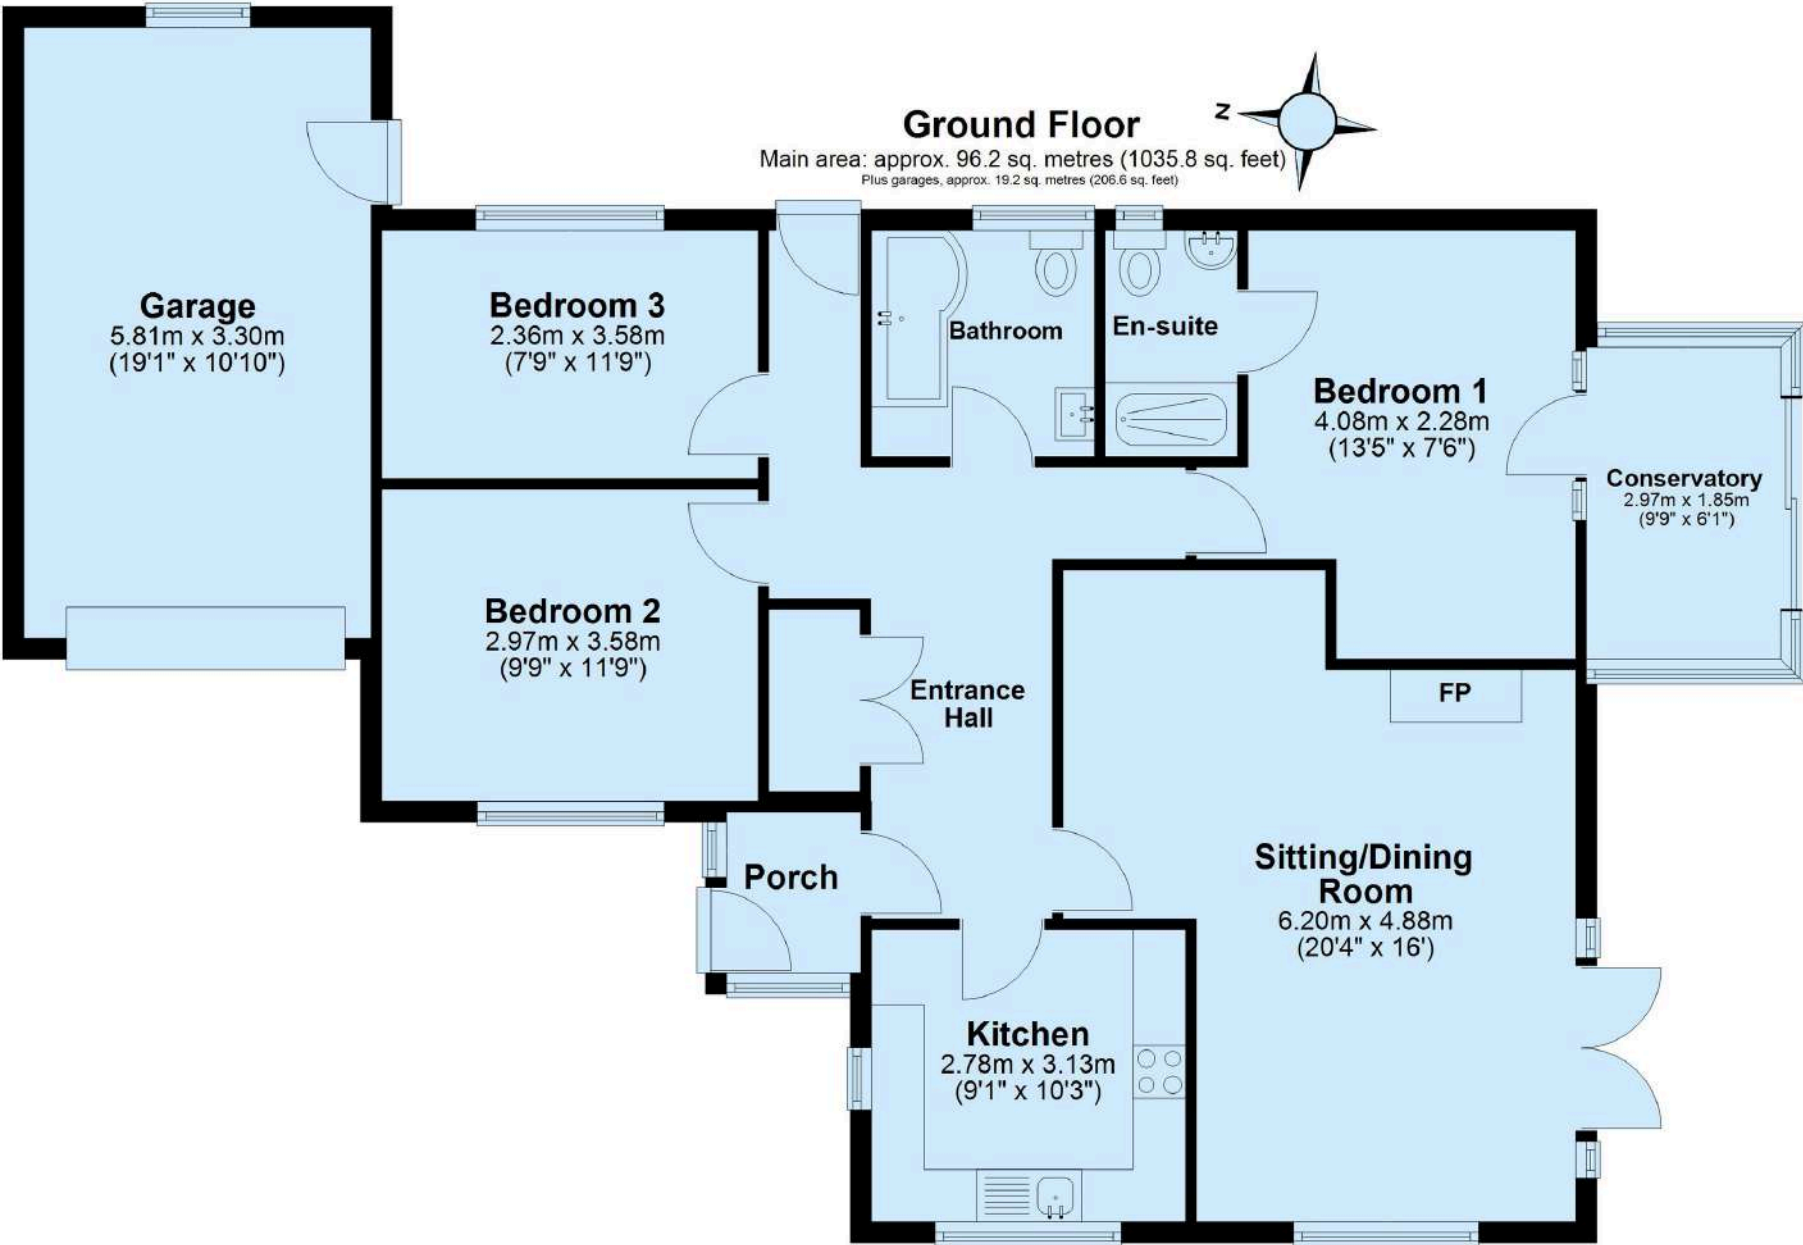 Ground Floor
Main area: approx. 96.2 sq. metres (1035.8 sq. feet)
Plus garages, approx. 19.2 sq. metres (206.6 sq. feet)
N
Garage
5.81m x 3.30m
(19'1" x 10'10")
Bedroom 3
2.36m x 3.58m
(7'9" x 11'9")
Bathroom
En-suite
Bedroom 1
4.08m x 2.28m
(13'5" x 7'6")
Conservatory
2.97m x 1.85m
(9'9" x 6'1")
Bedroom 2
2.97m x 3.58m
(9'9" x 11'9")
Entrance
Hall
FP
Porch
Sitting/Dining
Room
6.20m x 4.88m
(20'4" x 16')
Kitchen
2.78m x 3.13m
(9'1" x 10'3")